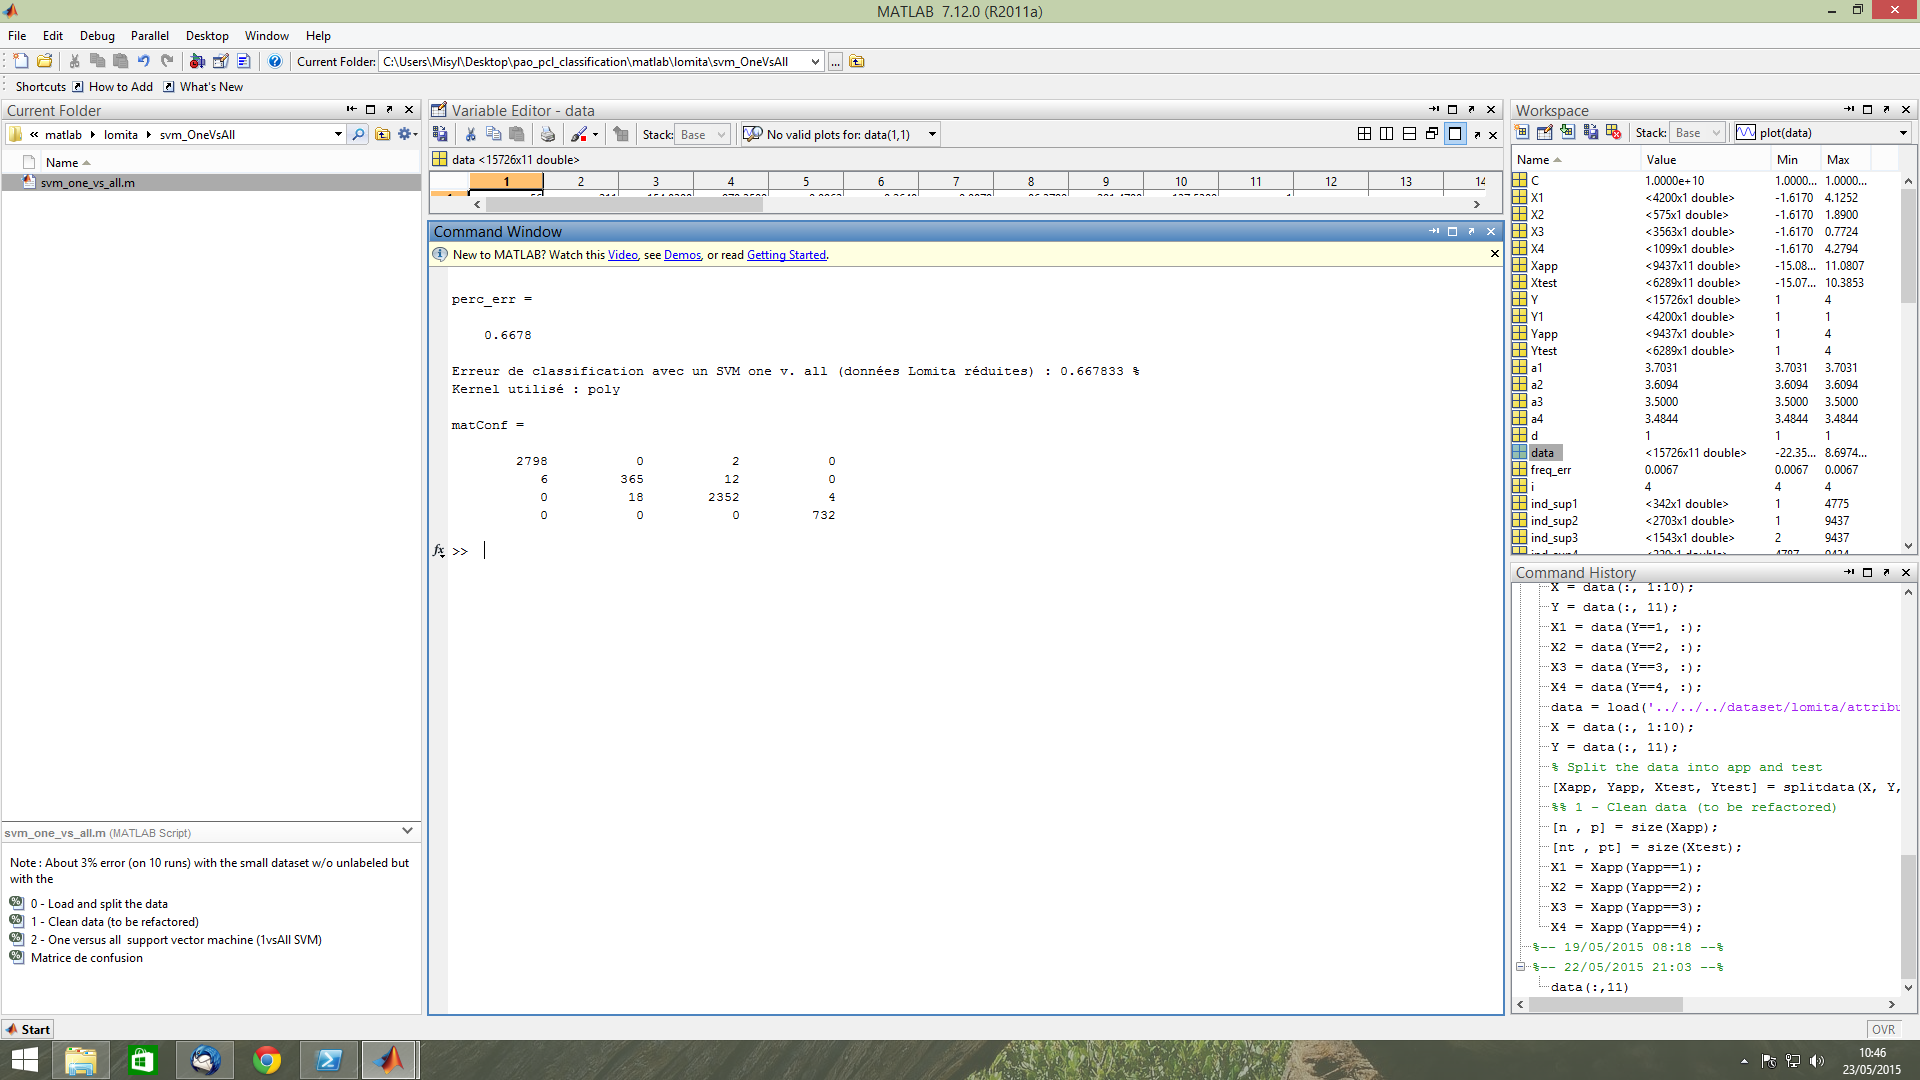 MATLAB 7.12.0 (R2011a)
File Edit Debug Parallel Desktop Window Help
Current Folder: C:\Users\Misyl\Desktop\pao_pcl_classification\matlab\lomita\svm_OneVsAll ...
Shortcuts How to Add What's New
Current Folder
« matlab lomita svm_OneVsAll
Name
svm_one_vs_all.m
svm_one_vs_all.m (MATLAB Script)
Note : About 3% error (on 10 runs) with the small dataset w/o unlabeled but
with the
0 - Load and split the data
1 - Clean data (to be refactored)
2 - One versus all support vector machine (1vsAll SVM)
Matrice de confusion
Variable Editor - data
Stack: Base No valid plots for: data(1,1)
data <15726x11 double>
1 2 3 4 5 6 7 8 9 10 11 12 13 14
Command Window
New to MATLAB? Watch this Video, see Demos, or read Getting Started.
perc_err =
0.6678
Erreur de classification avec un SVM one v. all (données Lomita réduites) : 0.667833 %
Kernel utilisé : poly
matConf =
2798 0 2 0
6 365 12 0
0 18 2352 4
0 0 0 732
fx >>
Workspace
Stack: Base plot(data)
Name Value Min Max
C 1.0000e+10 1.0000... 1.0000...
X1 <4200x1 double> -1.6170 4.1252
X2 <575x1 double> -1.6170 1.8900
X3 <3563x1 double> -1.6170 0.7724
X4 <1099x1 double> -1.6170 4.2794
Xapp <9437x11 double> -15.08... 11.0807
Xtest <6289x11 double> -15.07... 10.3853
Y <15726x1 double> 1 4
Y1 <4200x1 double> 1 1
Yapp <9437x1 double> 1 4
Ytest <6289x1 double> 1 4
a1 3.7031 3.7031 3.7031
a2 3.6094 3.6094 3.6094
a3 3.5000 3.5000 3.5000
a4 3.4844 3.4844 3.4844
d 1 1 1
data <15726x11 double> -22.35... 8.6974...
freq_err 0.0067 0.0067 0.0067
i 4 4 4
ind_sup1 <342x1 double> 1 4775
ind_sup2 <2703x1 double> 1 9437
ind_sup3 <1543x1 double> 2 9437
Command History
X = data(:, 1:10);
Y = data(:, 11);
X1 = data(Y==1, :);
X2 = data(Y==2, :);
X3 = data(Y==3, :);
X4 = data(Y==4, :);
data = load('../../../dataset/lomita/attribu
X = data(:, 1:10);
Y = data(:, 11);
% Split the data into app and test
[Xapp, Yapp, Xtest, Ytest] = splitdata(X, Y,
%% 1 - Clean data (to be refactored)
[n , p] = size(Xapp);
[nt , pt] = size(Xtest);
X1 = Xapp(Yapp==1);
X2 = Xapp(Yapp==2);
X3 = Xapp(Yapp==3);
X4 = Xapp(Yapp==4);
%-- 19/05/2015 08:18 --%
%-- 22/05/2015 21:03 --%
data(:,11)
Start
OVR
10:46
23/05/2015